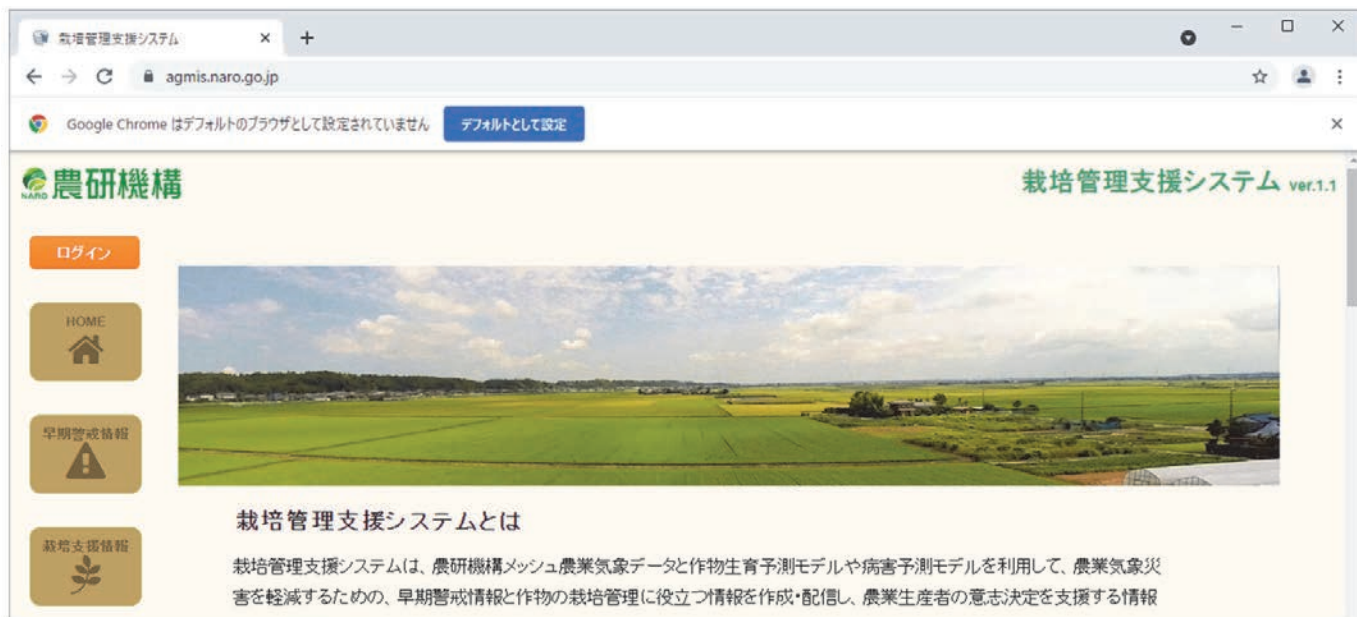 栽培管理支援システム
agmis.naro.go.jp
Google Chrome はデフォルトのブラウザとして設定されていません デフォルトとして設定
NARO 農研機構
栽培管理支援システム ver.1.1
ログイン
HOME
早期警戒情報
栽培支援情報
栽培管理支援システムとは
栽培管理支援システムは、農研機構メッシュ農業気象データと作物生育予測モデルや病害予測モデルを利用して、農業気象災
害を軽減するための、早期警戒情報と作物の栽培管理に役立つ情報を作成・配信し、農業生産者の意志決定を支援する情報